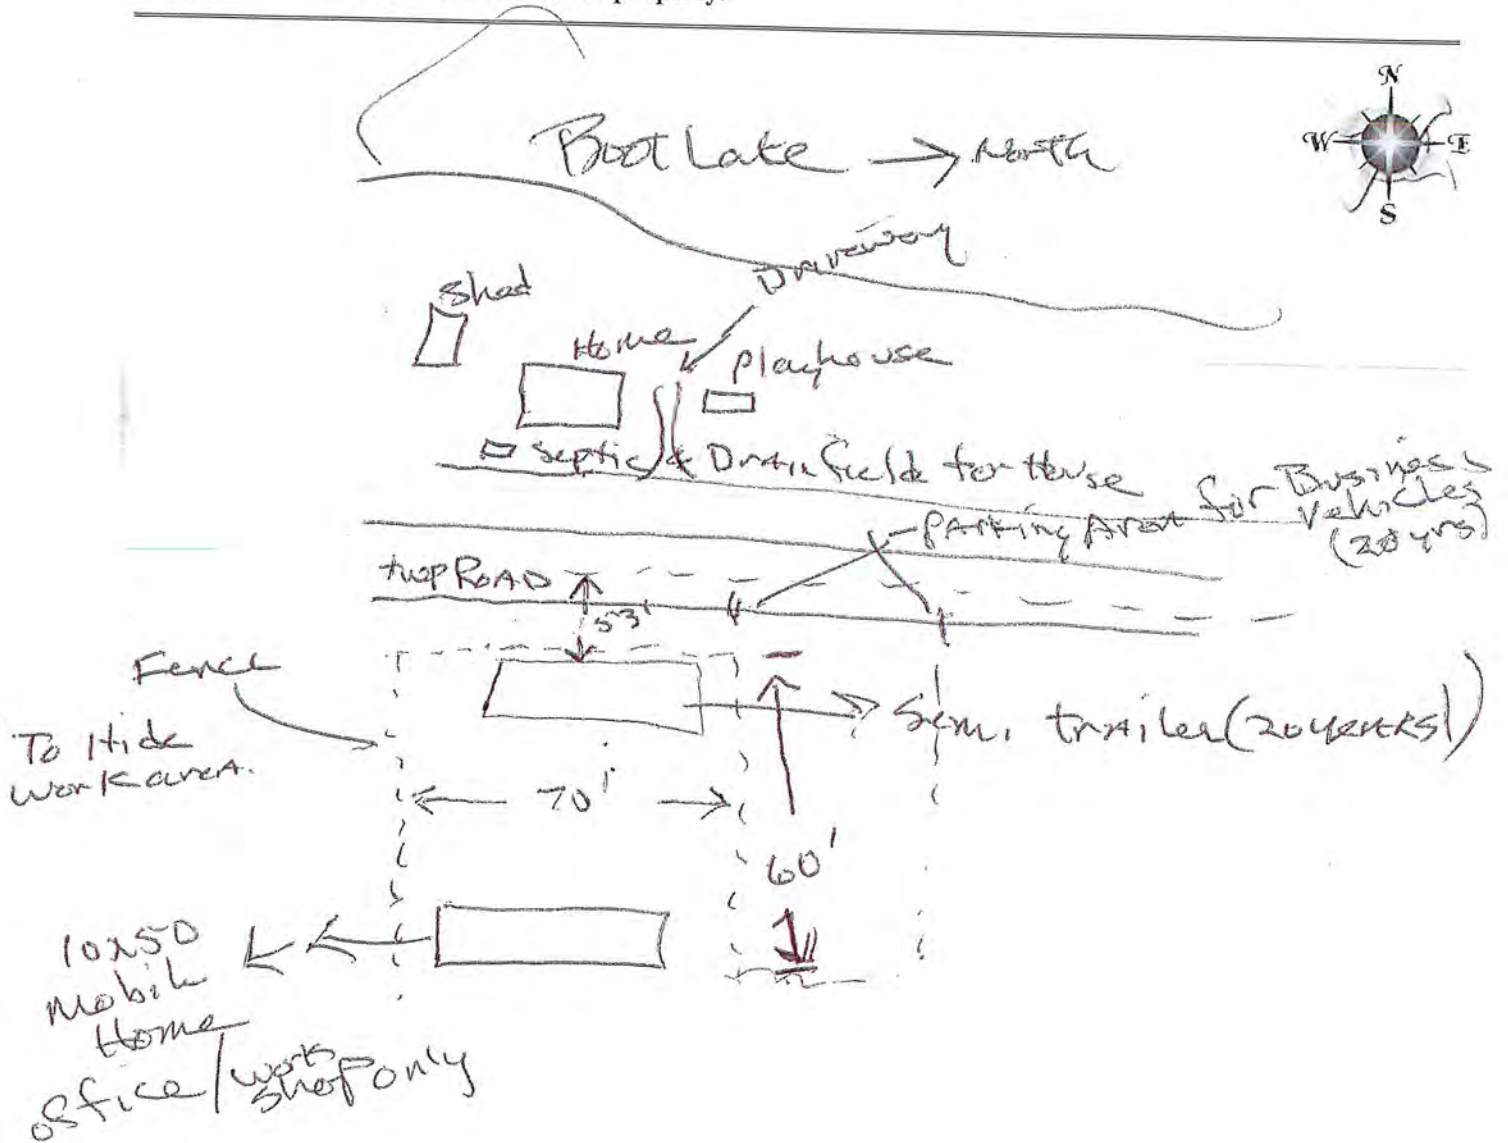 N
W E
S
Boot Lake → North
Driveway
Shed
Home
Playhouse
Septic & Drain field for House
Parking Area for Business
Vehicles
(20 yrs)
twp ROAD
53'
Fence
To Hide
work area.
Semi trailer (20 YEARS)
70'
60'
10x50
Mobile
Home
office/work
shop only